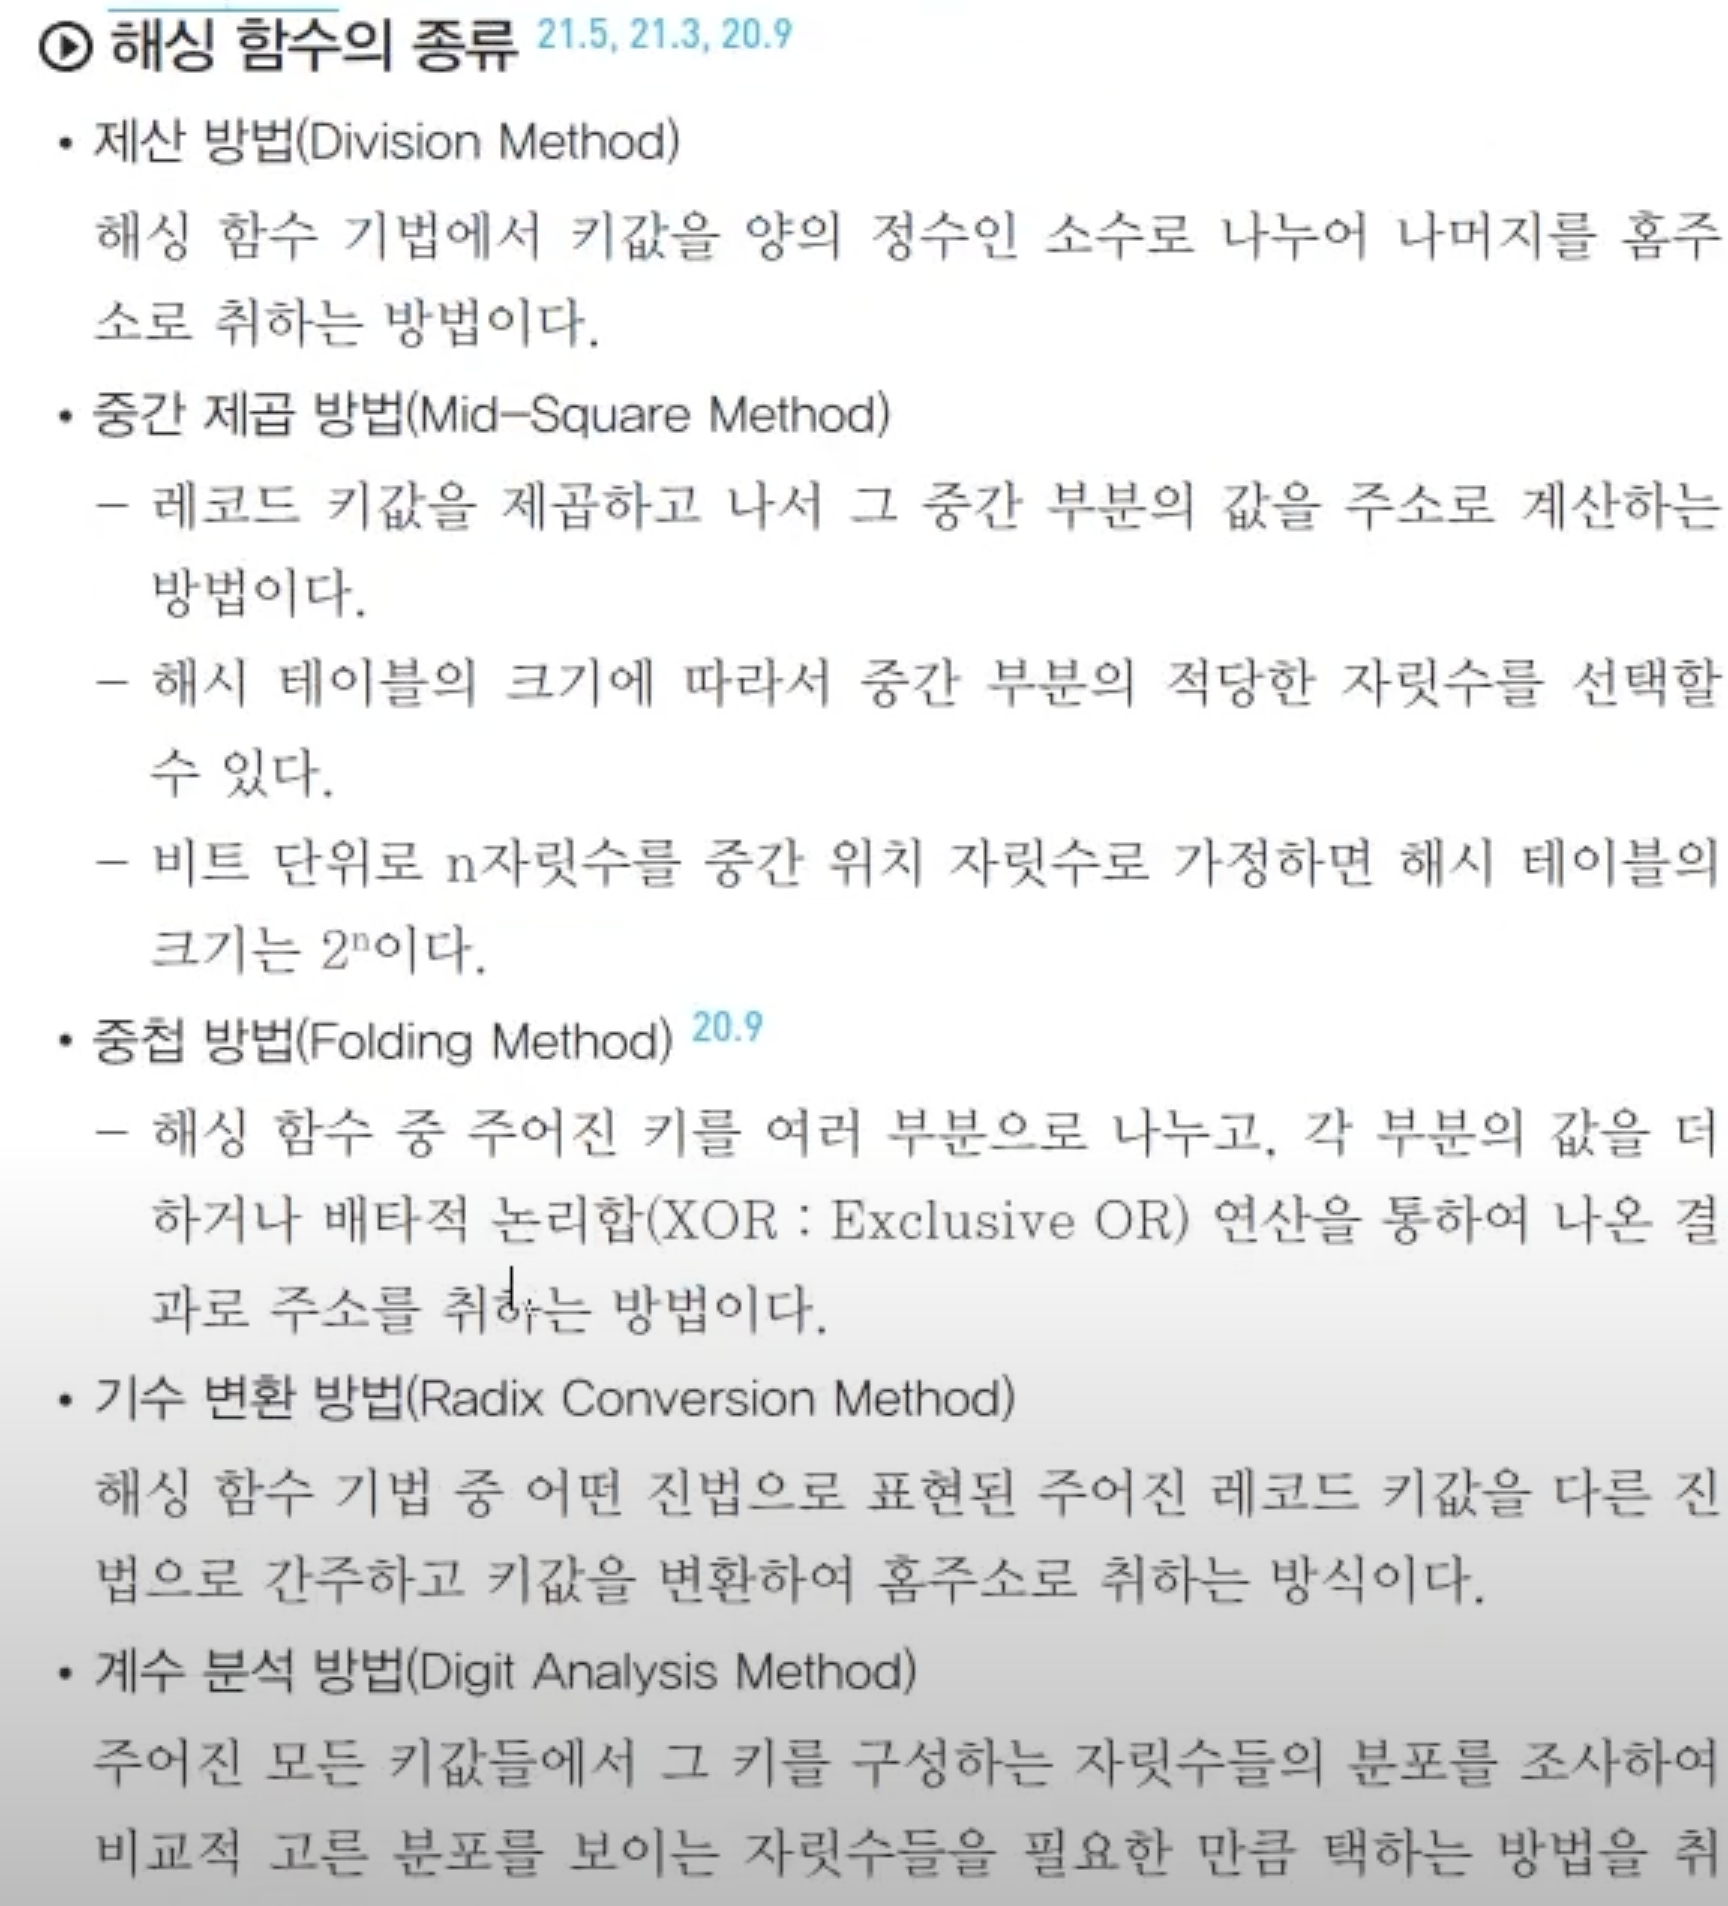 해싱 함수의 종류 21.5, 21.3, 20.9
• 제산 방법(Division Method)
해싱 함수 기법에서 키값을 양의 정수인 소수로 나누어 나머지를 홈주
소로 취하는 방법이다.
• 중간 제곱 방법(Mid-Square Method)
– 레코드 키값을 제곱하고 나서 그 중간 부분의 값을 주소로 계산하는
방법이다.
– 해시 테이블의 크기에 따라서 중간 부분의 적당한 자릿수를 선택할
수 있다.
– 비트 단위로 n자릿수를 중간 위치 자릿수로 가정하면 해시 테이블의
크기는 2ⁿ이다.
• 중첩 방법(Folding Method) 20.9
– 해싱 함수 중 주어진 키를 여러 부분으로 나누고, 각 부분의 값을 더
하거나 배타적 논리합(XOR : Exclusive OR) 연산을 통하여 나온 결
과로 주소를 취하는 방법이다.
• 기수 변환 방법(Radix Conversion Method)
해싱 함수 기법 중 어떤 진법으로 표현된 주어진 레코드 키값을 다른 진
법으로 간주하고 키값을 변환하여 홈주소로 취하는 방식이다.
• 계수 분석 방법(Digit Analysis Method)
주어진 모든 키값들에서 그 키를 구성하는 자릿수들의 분포를 조사하여
비교적 고른 분포를 보이는 자릿수들을 필요한 만큼 택하는 방법을 취